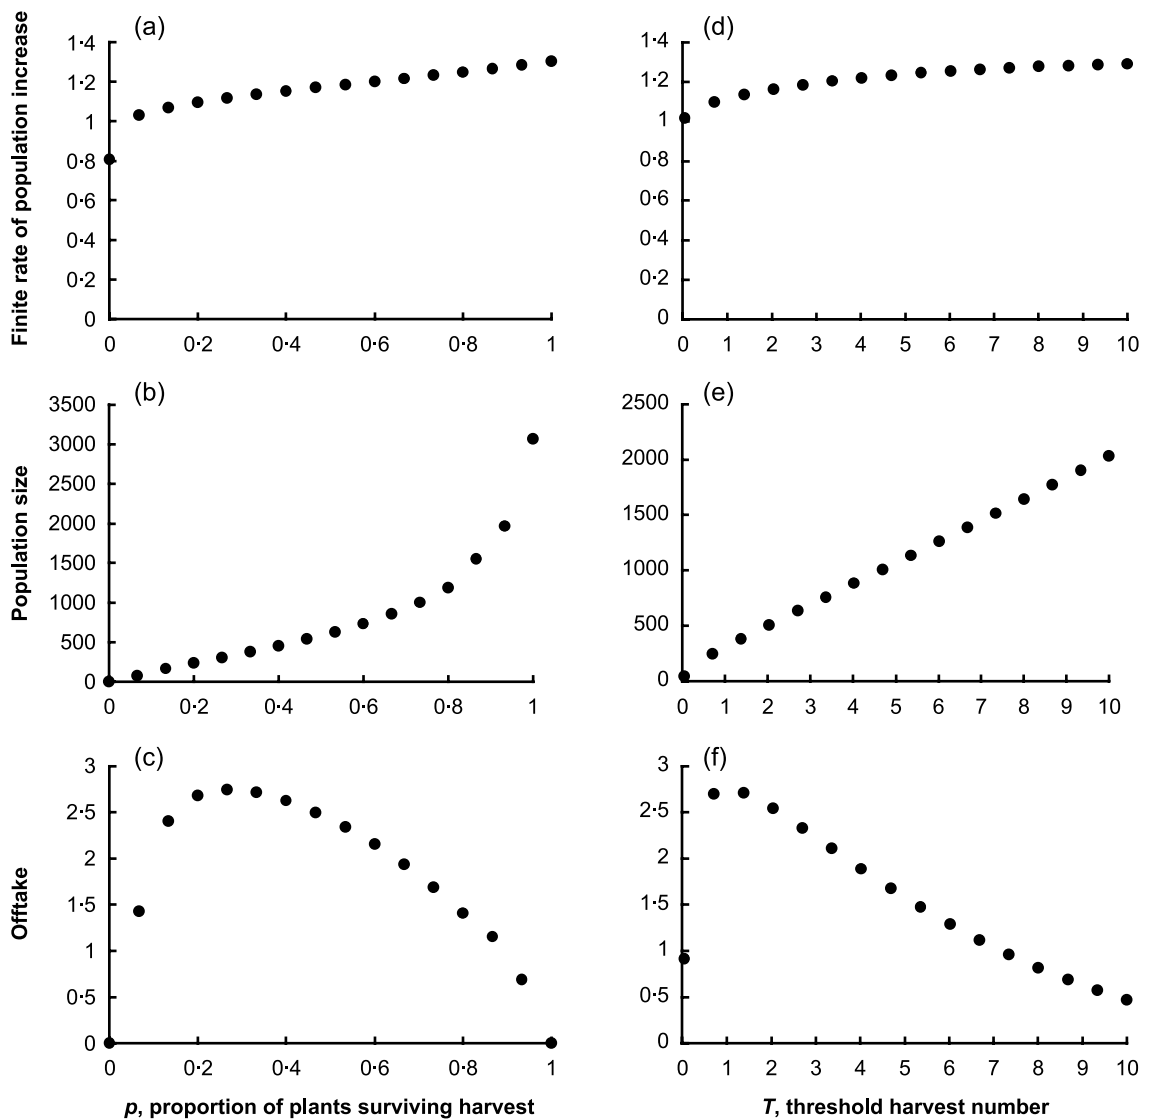 (a)
Finite rate of population increase
1·4
1·2
1
0·8
0·6
0·4
0·2
0
0 0·2 0·4 0·6 0·8 1
(d)
1·4
1·2
1
0·8
0·6
0·4
0·2
0
0 1 2 3 4 5 6 7 8 9 10
(b)
Population size
3500
3000
2500
2000
1500
1000
500
0
0 0·2 0·4 0·6 0·8 1
(e)
2500
2000
1500
1000
500
0
0 1 2 3 4 5 6 7 8 9 10
(c)
Offtake
3
2·5
2
1·5
1
0·5
0
0 0·2 0·4 0·6 0·8 1
p, proportion of plants surviving harvest
(f)
3
2·5
2
1·5
1
0·5
0
0 1 2 3 4 5 6 7 8 9 10
T, threshold harvest number